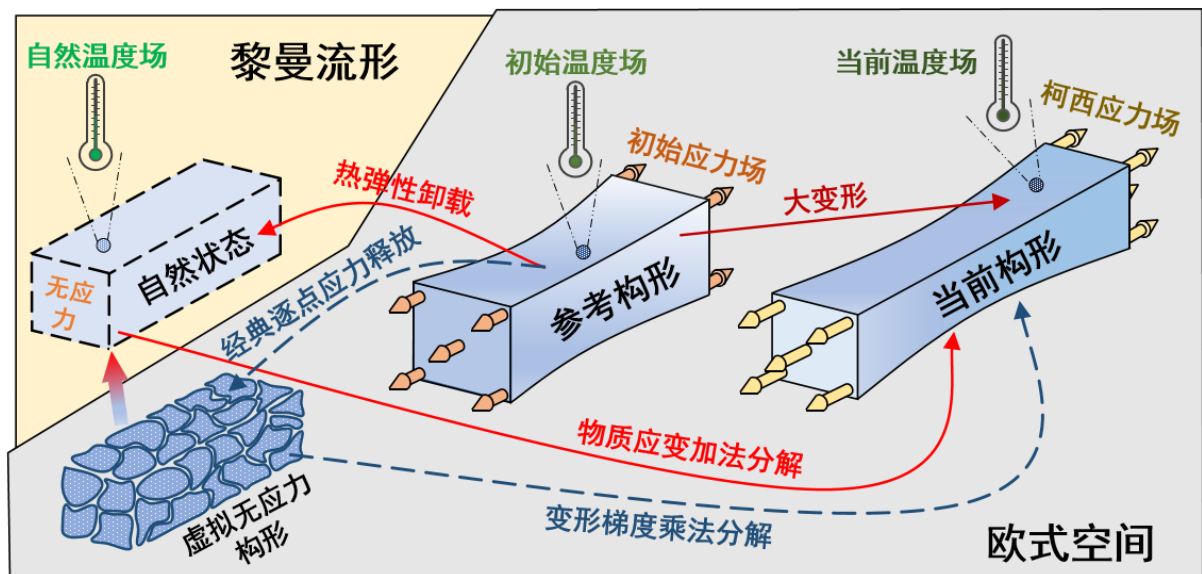 自然温度场
黎曼流形
初始温度场
当前温度场
柯西应力场
初始应力场
热弹性卸载
大变形
自然状态
无应
力
经典逐点应力释放
参考构形
当前构形
物质应变加法分解
虚拟无应力
构形
变形梯度乘法分解
欧式空间